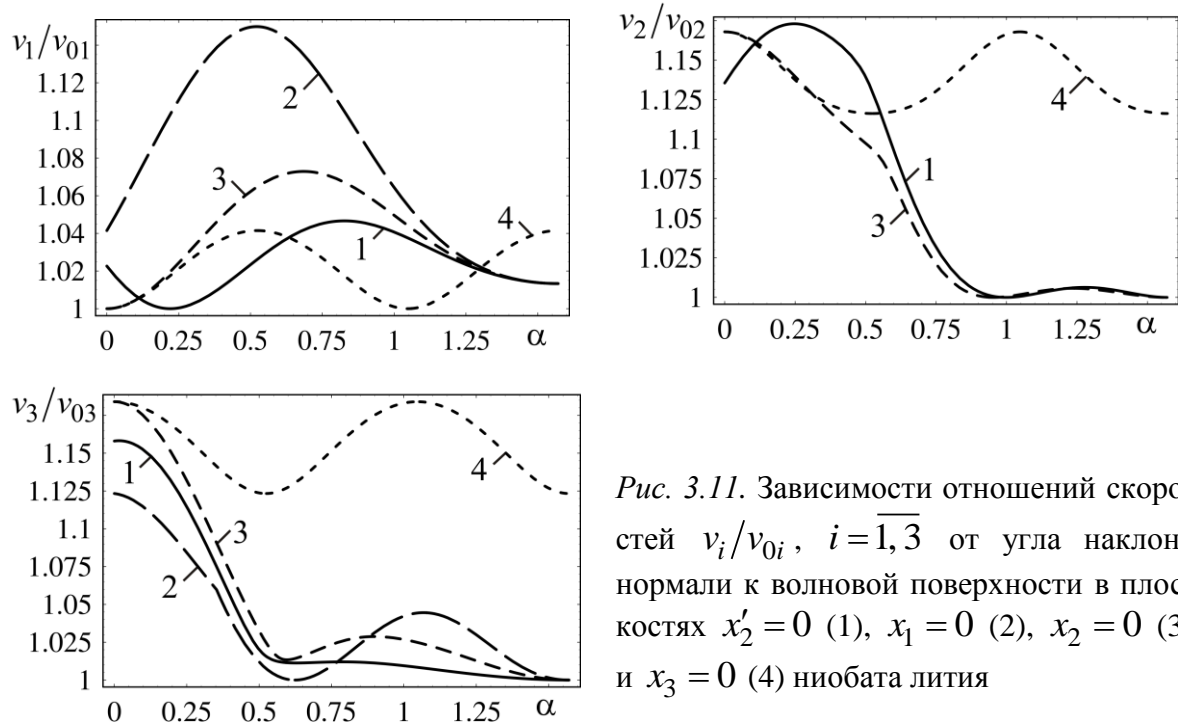 v₁/v₀₁
1.12
1.1
1.08
1.06
1.04
1.02
1
0 0.25 0.5 0.75 1 1.25 α
2
3
1
4
v₂/v₀₂
1.15
1.125
1.1
1.075
1.05
1.025
1
0 0.25 0.5 0.75 1 1.25 α
4
1
3
v₃/v₀₃
1.15
1.125
1.1
1.075
1.05
1.025
1
0 0.25 0.5 0.75 1 1.25 α
1
3
2
4
Рис. 3.11. Зависимости отношений скоро
стей vᵢ/v₀ᵢ, i = 1, 3 от угла наклон
нормали к волновой поверхности в плос
костях x′₂ = 0 (1), x₁ = 0 (2), x₂ = 0 (3
и x₃ = 0 (4) ниобата лития